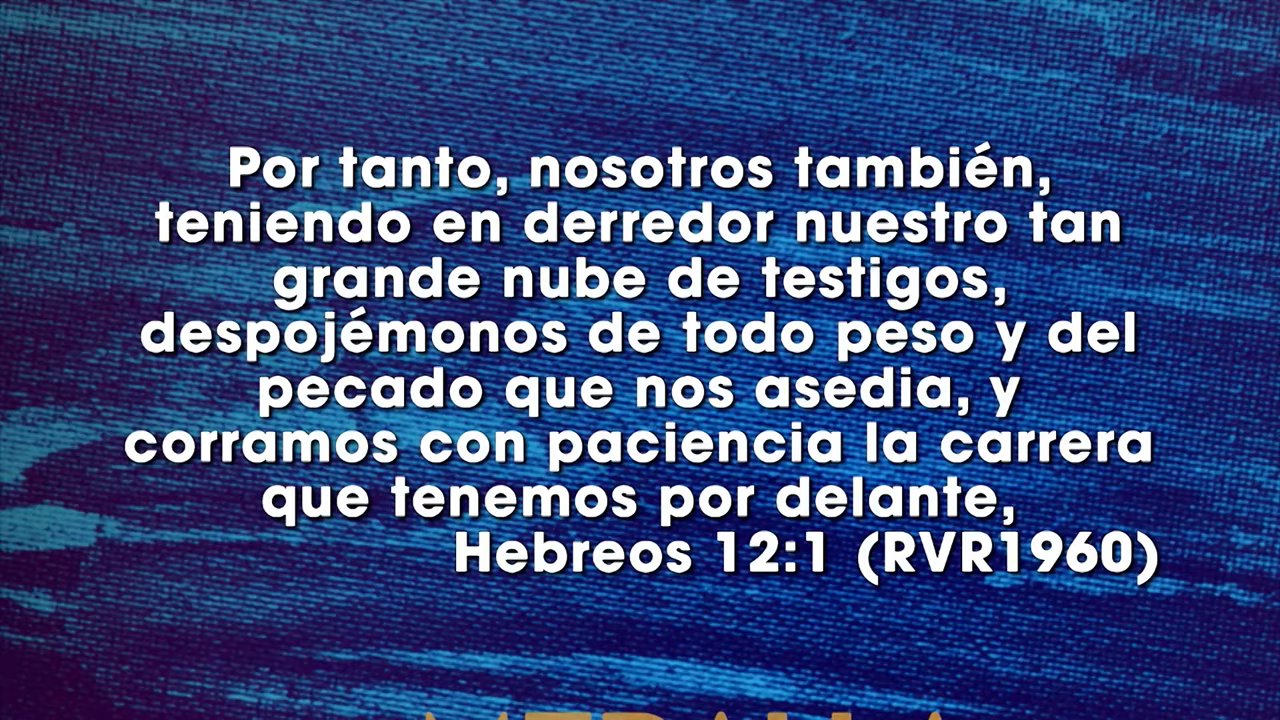 Por tanto, nosotros también,
teniendo en derredor nuestro tan
grande nube de testigos,
despojémonos de todo peso y del
pecado que nos asedia, y
corramos con paciencia la carrera
que tenemos por delante,
Hebreos 12:1 (RVR1960)